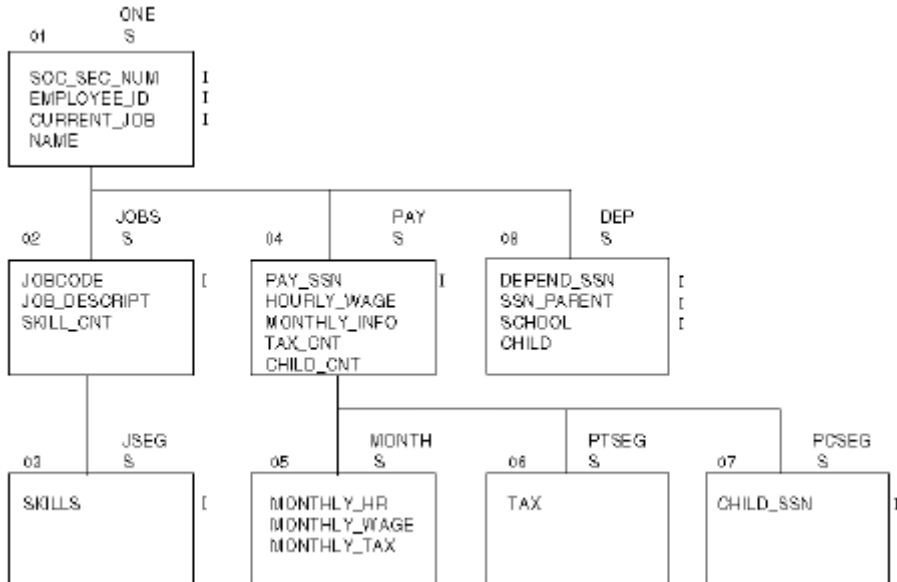 ONE
01 S
SOC_SEC_NUM I
EMPLOYEE_ID I
CURRENT_JOB I
NAME
JOBS PAY DEP
02 S 04 S 08 S
JOBCODE I PAY_SSN I DEPEND_SSN I
JOB_DESCRIPT HOURLY_WAGE SSN_PARENT I
SKILL_CNT MONTHLY_INFO SCHOOL I
TAX_CNT CHILD
CHILD_CNT
JSEG MONTH PTSEG PCSEG
03 S 05 S 06 S 07 S
SKILLS I MONTHLY_HR TAX CHILD_SSN I
MONTHLY_WAGE
MONTHLY_TAX